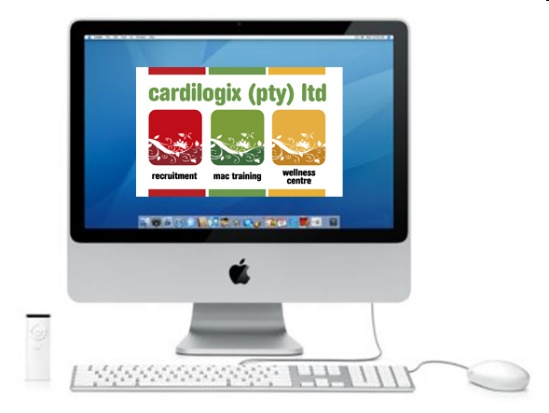 cardilogix (pty) ltd
recruitment
mac training
wellness
centre